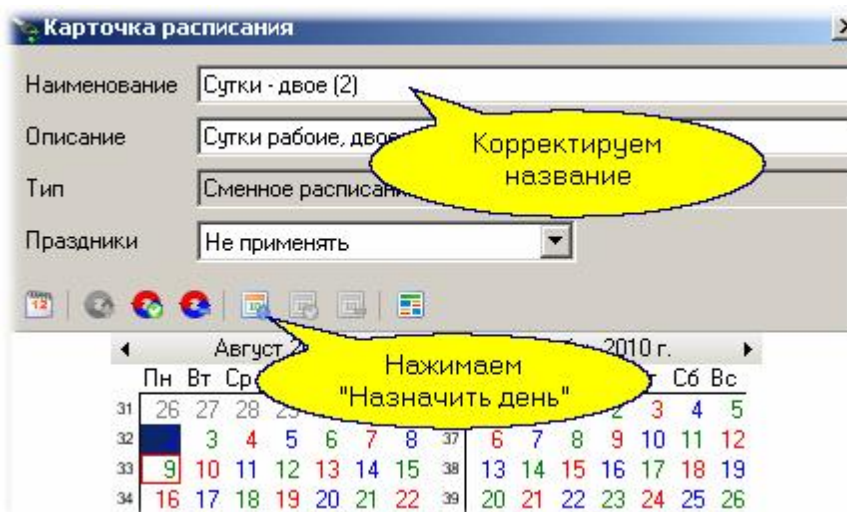 Карточка расписания
Наименование Сутки - двое (2)
Описание Сутки рабоие, двое
Корректируем
название
Тип Сменное расписани
Праздники Не применять
12
Август 2010 г.
Нажимаем
"Назначить день"
Пн Вт Ср Сб Вс
31 26 27 28 2 3 4 5
32 3 4 5 6 7 8 37 6 7 8 9 10 11 12
33 9 10 11 12 13 14 15 38 13 14 15 16 17 18 19
34 16 17 18 19 20 21 22 39 20 21 22 23 24 25 26